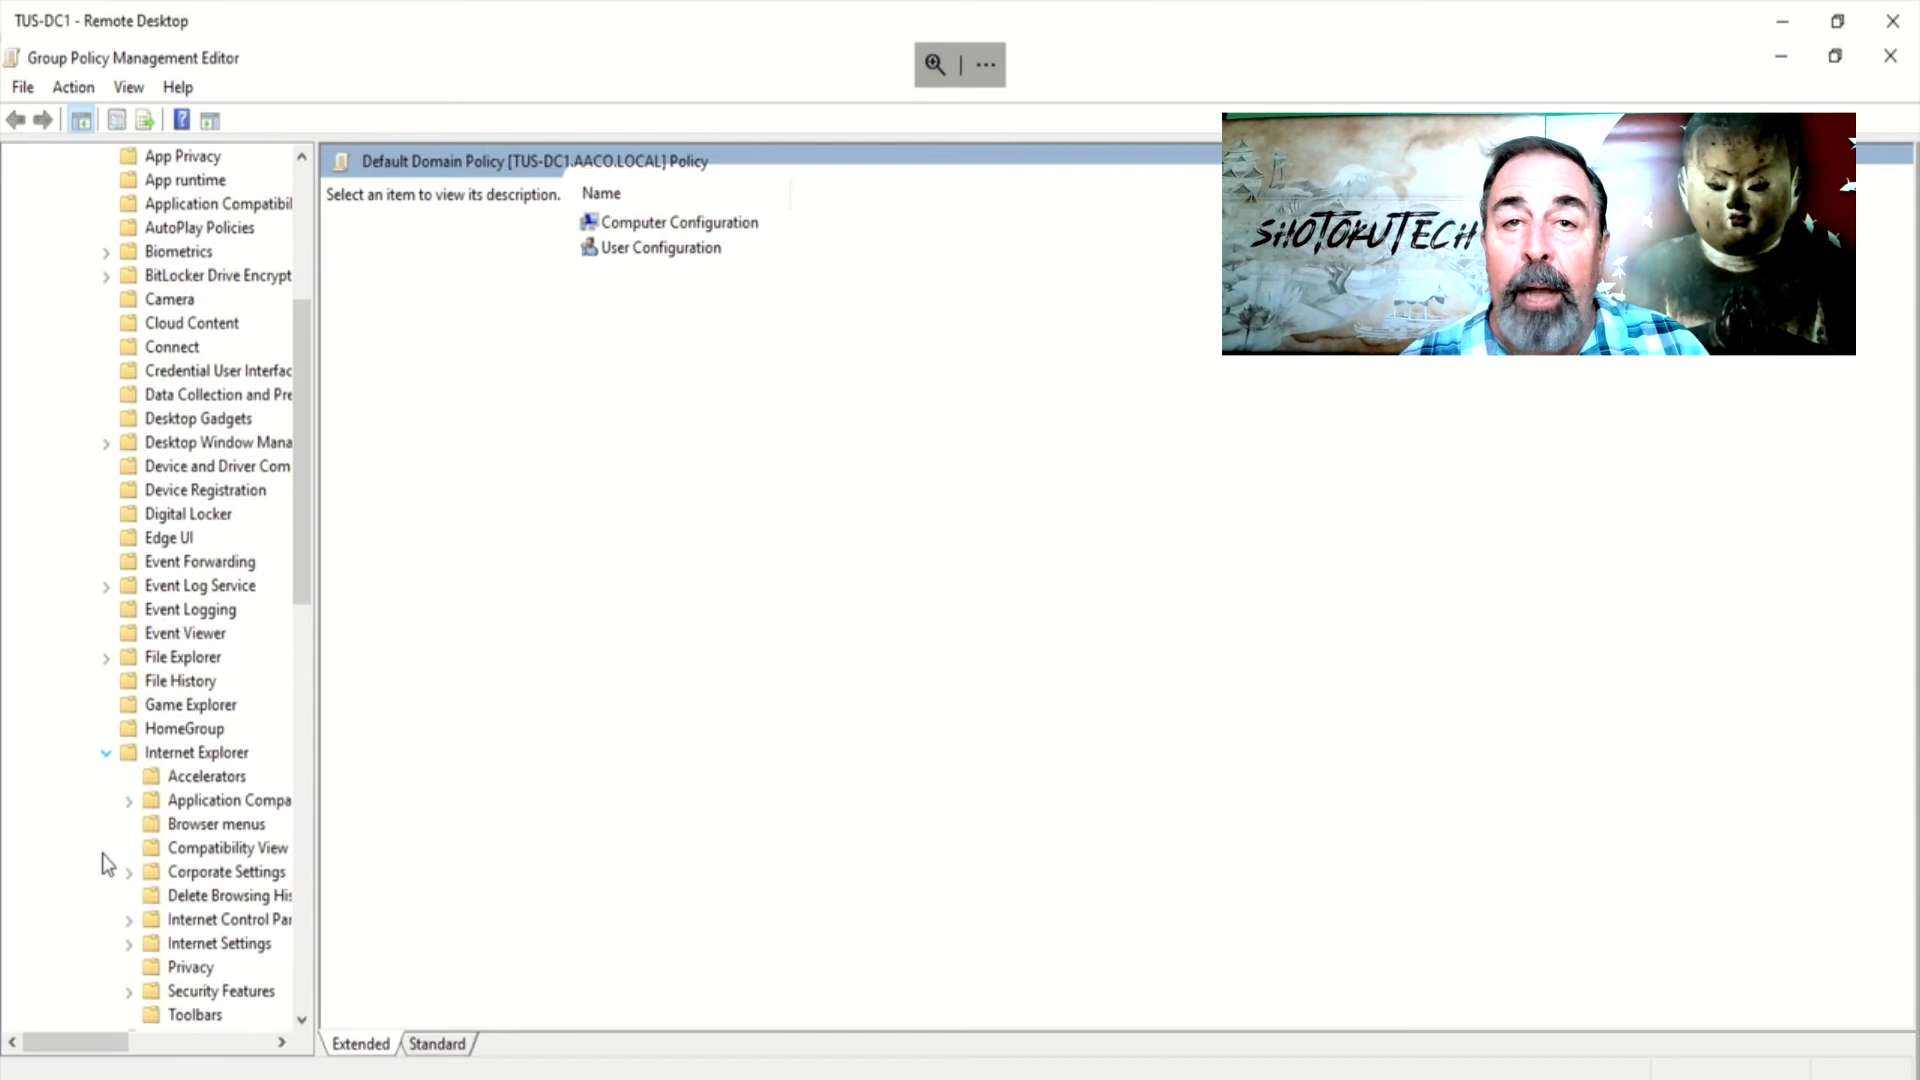 TUS-DC1 - Remote Desktop
Group Policy Management Editor
File Action View Help
App Privacy
App runtime
Application Compatibil
AutoPlay Policies
Biometrics
BitLocker Drive Encrypt
Camera
Cloud Content
Connect
Credential User Interfac
Data Collection and Pre
Desktop Gadgets
Desktop Window Mana
Device and Driver Com
Device Registration
Digital Locker
Edge UI
Event Forwarding
Event Log Service
Event Logging
Event Viewer
File Explorer
File History
Game Explorer
HomeGroup
Internet Explorer
Accelerators
Application Compa
Browser menus
Compatibility View
Corporate Settings
Delete Browsing His
Internet Control Par
Internet Settings
Privacy
Security Features
Toolbars
Default Domain Policy [TUS-DC1.AACO.LOCAL] Policy
Select an item to view its description.
Name
Computer Configuration
User Configuration
Extended Standard
SHOTOKUTECH